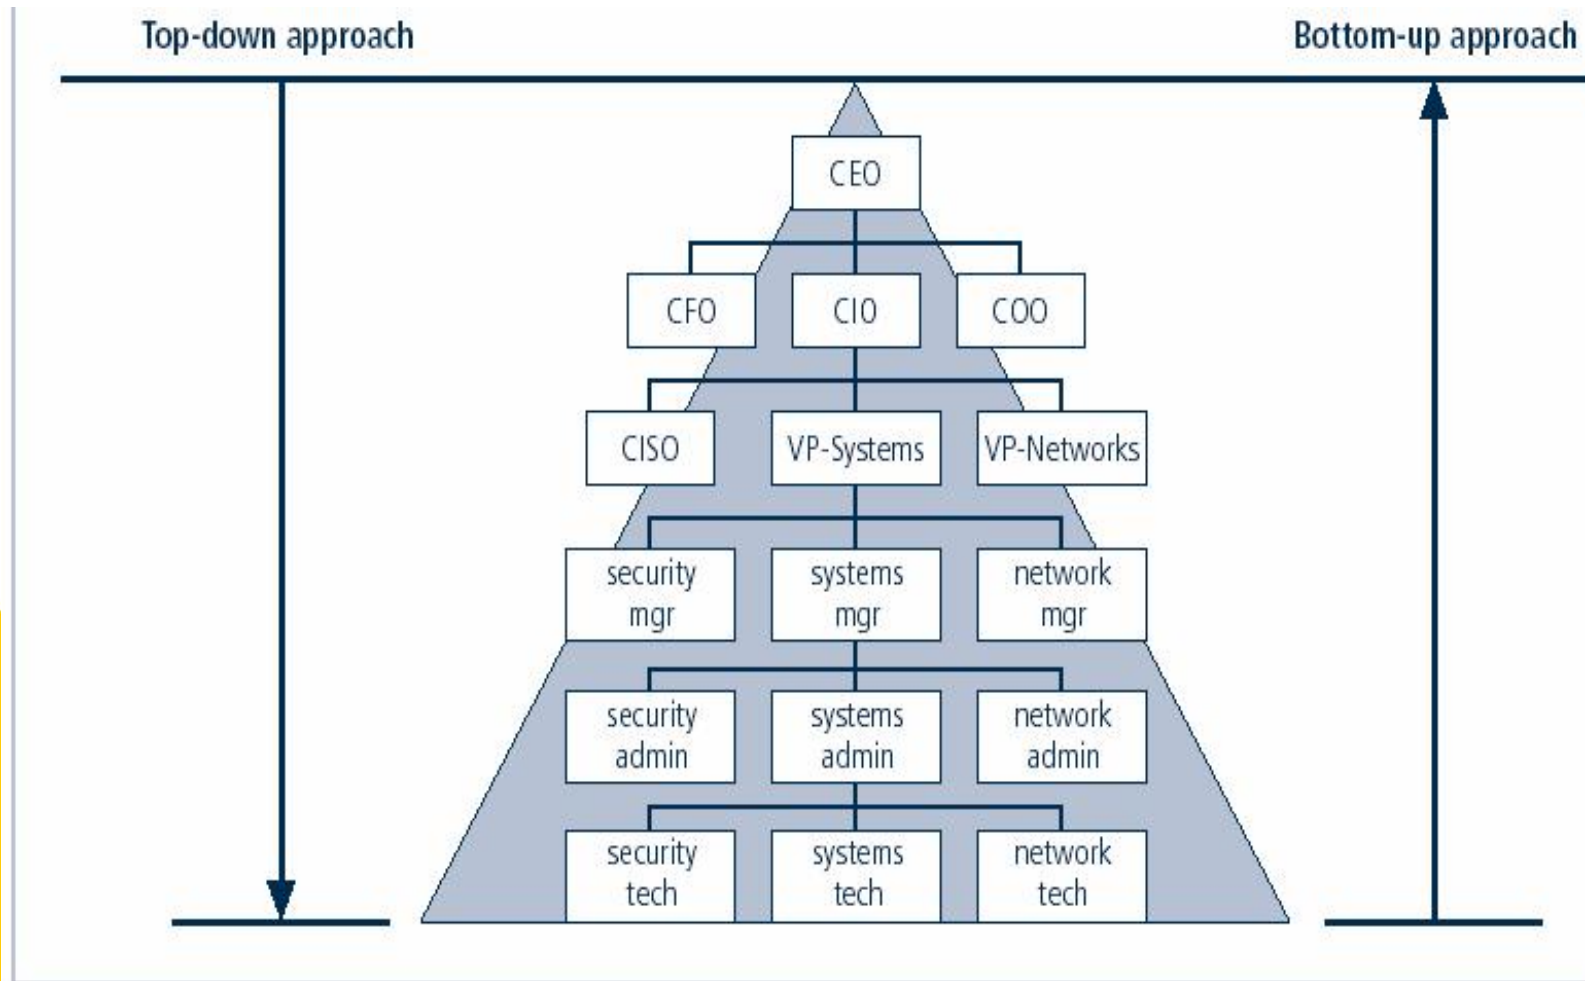 Top-down approach
Bottom-up approach
CEO
CFO
CIO
COO
CISO
VP-Systems
VP-Networks
security
mgr
systems
mgr
network
mgr
security
admin
systems
admin
network
admin
security
tech
systems
tech
network
tech